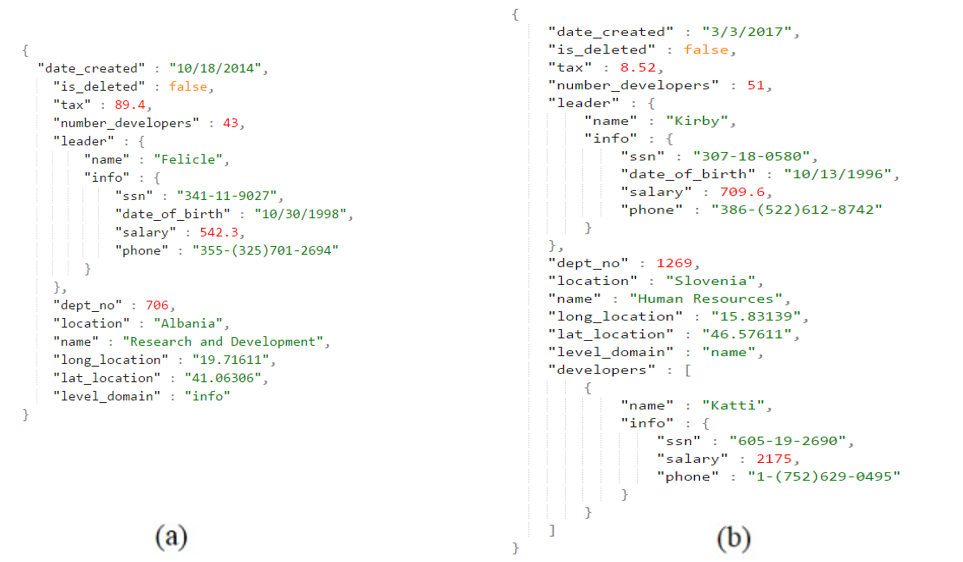 {
"date_created" : "10/18/2014",
"is_deleted" : false,
"tax" : 89.4,
"number_developers" : 43,
"leader" : {
"name" : "Felicle",
"info" : {
"ssn" : "341-11-9027",
"date_of_birth" : "10/30/1998",
"salary" : 542.3,
"phone" : "355-(325)701-2694"
}
},
"dept_no" : 706,
"location" : "Albania",
"name" : "Research and Development",
"long_location" : "19.71611",
"lat_location" : "41.06306",
"level_domain" : "info"
}
(a)
{
"date_created" : "3/3/2017",
"is_deleted" : false,
"tax" : 8.52,
"number_developers" : 51,
"leader" : {
"name" : "Kirby",
"info" : {
"ssn" : "307-18-0580",
"date_of_birth" : "10/13/1996",
"salary" : 709.6,
"phone" : "386-(522)612-8742"
}
},
"dept_no" : 1269,
"location" : "Slovenia",
"name" : "Human Resources",
"long_location" : "15.83139",
"lat_location" : "46.57611",
"level_domain" : "name",
"developers" : [
{
"name" : "Katti",
"info" : {
"ssn" : "605-19-2690",
"salary" : 2175,
"phone" : "1-(752)629-0495"
}
}
]
}
(b)